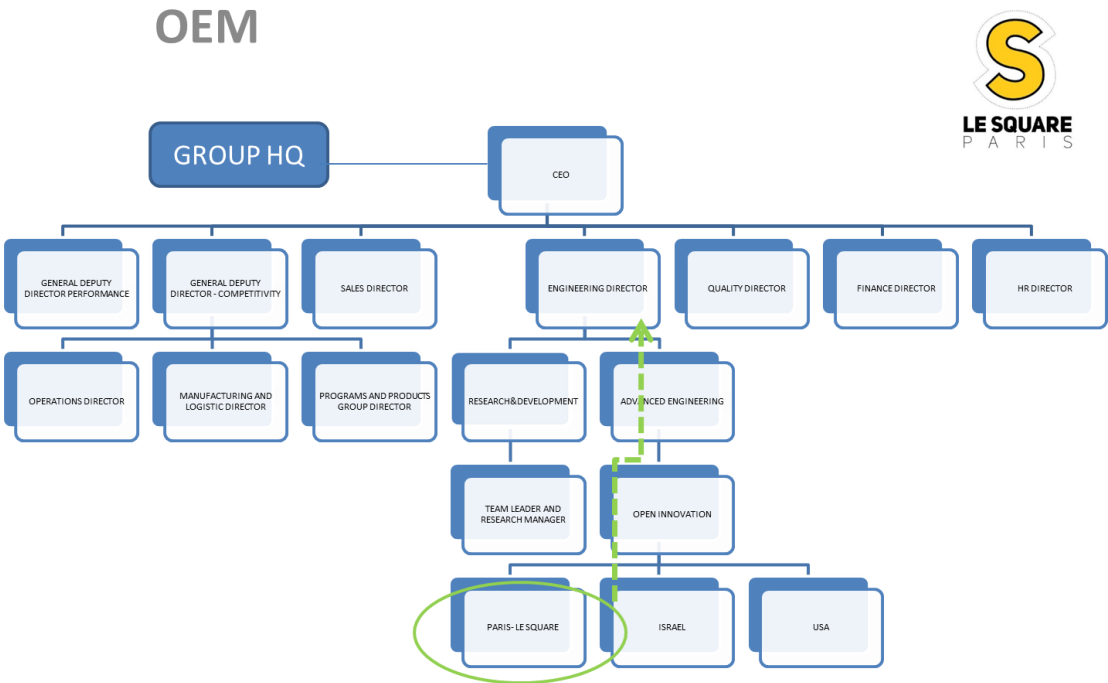 OEM
S
LE SQUARE
PARIS
GROUP HQ
CEO
GENERAL DEPUTY
DIRECTOR PERFORMANCE
GENERAL DEPUTY
DIRECTOR - COMPETITIVITY
SALES DIRECTOR
ENGINEERING DIRECTOR
QUALITY DIRECTOR
FINANCE DIRECTOR
HR DIRECTOR
OPERATIONS DIRECTOR
MANUFACTURING AND
LOGISTIC DIRECTOR
PROGRAMS AND PRODUCTS
GROUP DIRECTOR
RESEARCH&DEVELOPMENT
ADVANCED ENGINEERING
TEAM LEADER AND
RESEARCH MANAGER
OPEN INNOVATION
PARIS- LE SQUARE
ISRAEL
USA